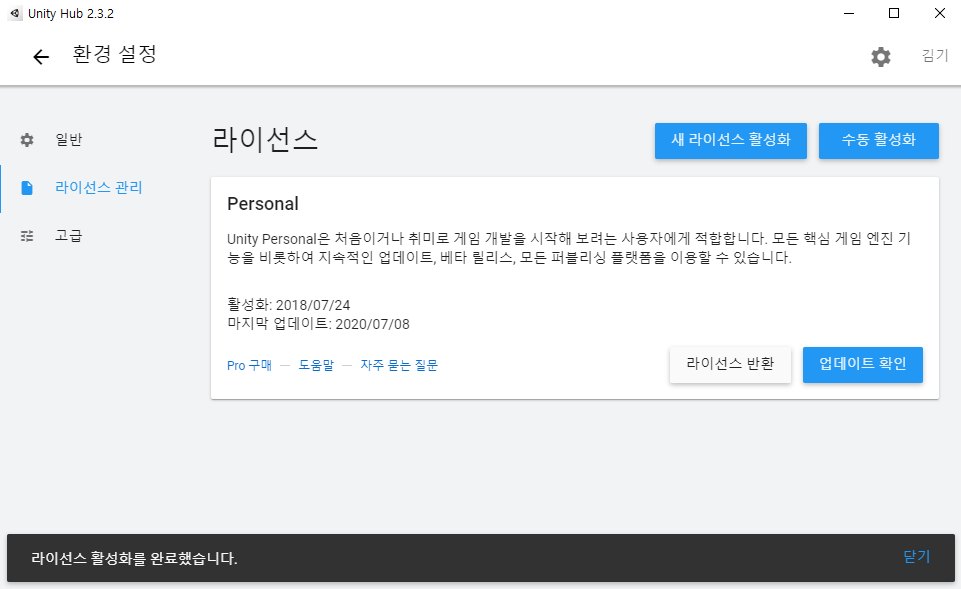 Unity Hub 2.3.2
환경 설정
김기
일반
라이선스 관리
고급
라이선스
새 라이선스 활성화
수동 활성화
Personal
Unity Personal은 처음이거나 취미로 게임 개발을 시작해 보려는 사용자에게 적합합니다. 모든 핵심 게임 엔진 기
능을 비롯하여 지속적인 업데이트, 베타 릴리스, 모든 퍼블리싱 플랫폼을 이용할 수 있습니다.
활성화: 2018/07/24
마지막 업데이트: 2020/07/08
Pro 구매 — 도움말 — 자주 묻는 질문
라이선스 반환
업데이트 확인
라이선스 활성화를 완료했습니다.
닫기